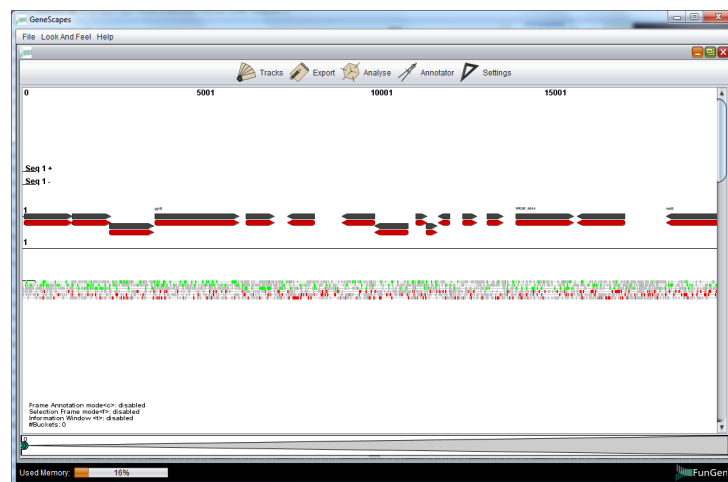 GeneScapes
File Look And Feel Help
Tracks Export Analyse Annotator Settings
0 5001 10001 15001
Seq 1 +
Seq 1 -
1
1
Frame Annotation mode<c>: disabled
Selection Frame mode<f>: disabled
Information Window <t>: disabled
#Buckets: 0
0
Used Memory: 16%
FunGen